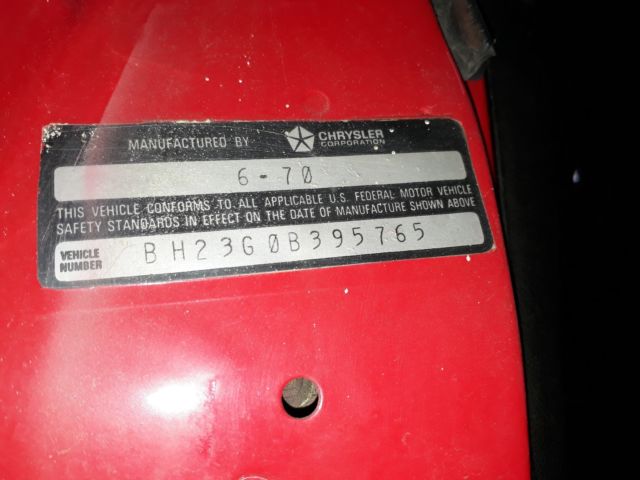 MANUFACTURED BY CHRYSLER CORPORATION
6-70
THIS VEHICLE CONFORMS TO ALL APPLICABLE U.S. FEDERAL MOTOR VEHICLE
SAFETY STANDARDS IN EFFECT ON THE DATE OF MANUFACTURE SHOWN ABOVE
VEHICLE NUMBER BH23G0B395765